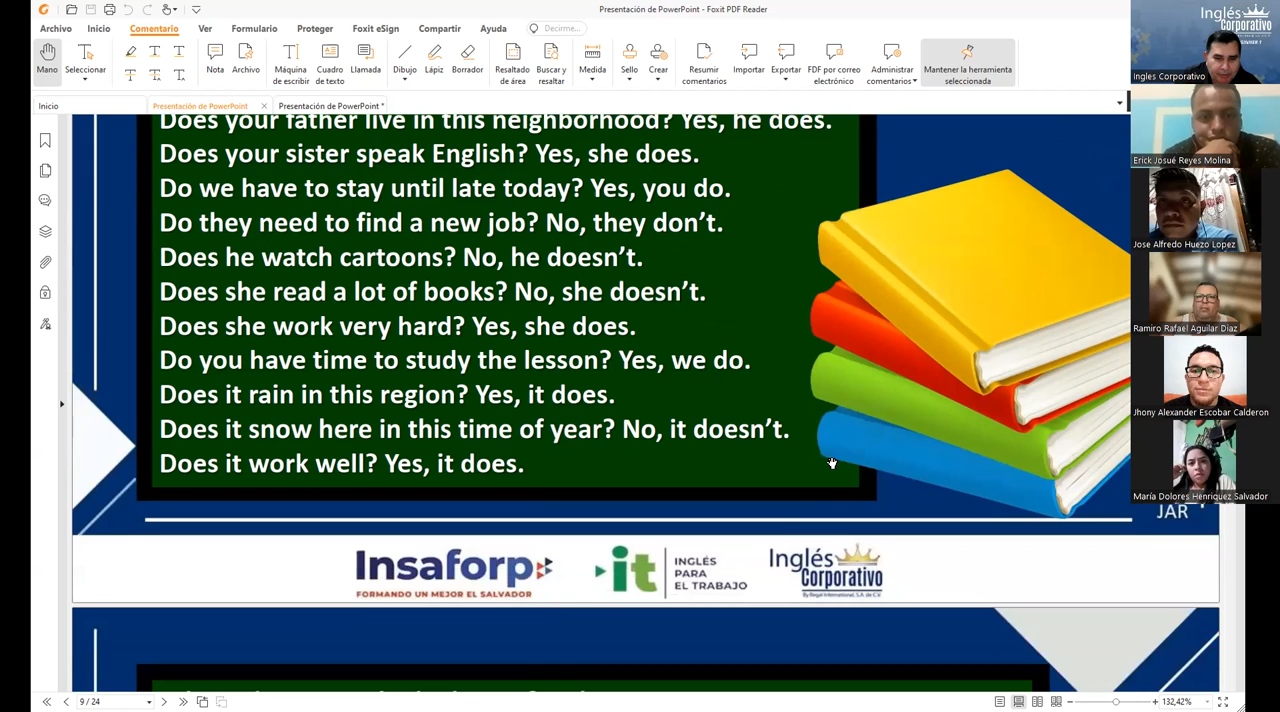 Presentación de PowerPoint - Foxit PDF Reader
Archivo Inicio Comentario Ver Formulario Proteger Foxit eSign Compartir Ayuda Decirme...
Mano Seleccionar Nota Archivo Máquina de escribir Cuadro de texto Llamada Dibujo Lápiz Borrador Resaltado de área Buscar y resaltar Medida Sello Crear Resumir comentarios Importar Exportar FDF por correo electrónico Administrar comentarios Mantener la herramienta seleccionada
Inicio Presentación de PowerPoint Presentación de PowerPoint *
Does your father live in this neighborhood? Yes, he does.
Does your sister speak English? Yes, she does.
Do we have to stay until late today? Yes, you do.
Do they need to find a new job? No, they don’t.
Does he watch cartoons? No, he doesn’t.
Does she read a lot of books? No, she doesn’t.
Does she work very hard? Yes, she does.
Do you have time to study the lesson? Yes, we do.
Does it rain in this region? Yes, it does.
Does it snow here in this time of year? No, it doesn’t.
Does it work well? Yes, it does.
JAR
Insaforp
FORMANDO UN MEJOR EL SALVADOR
it
INGLÉS
PARA
EL TRABAJO
Inglés
Corporativo
By Regal International, S.A. de C.V.
9 / 24
132,42%
Inglés
Corporativo
Ingles Corporativo
Erick Josué Reyes Molina
Jose Alfredo Huezo Lopez
Ramiro Rafael Aguilar Díaz
Jhony Alexander Escobar Calderon
María Dolores Henriquez Salvador